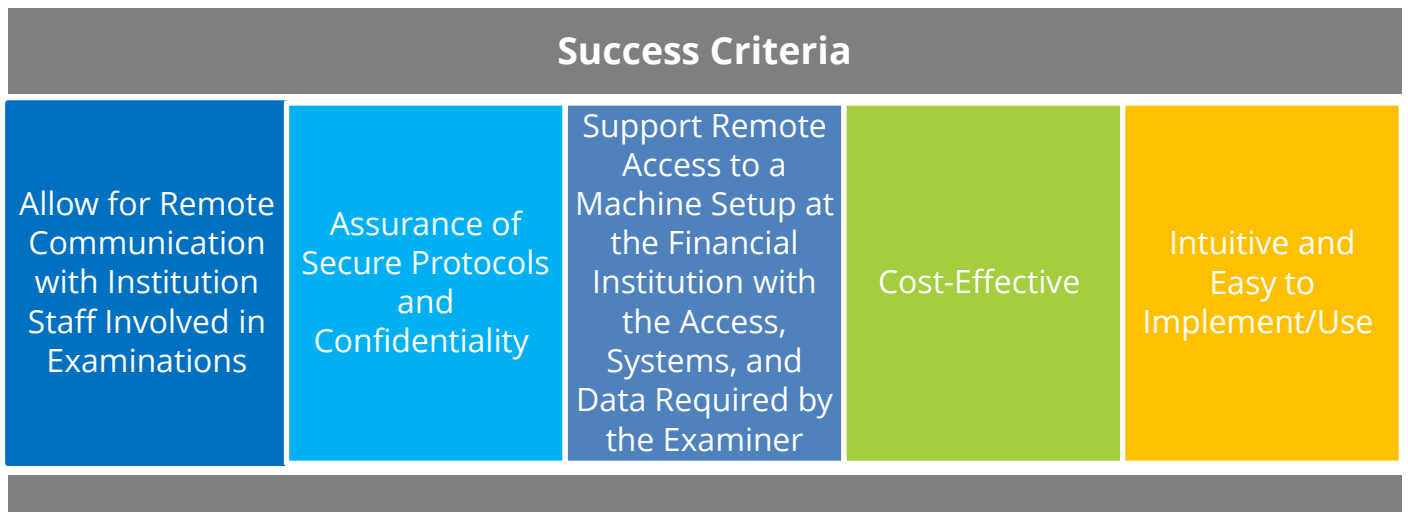 Success Criteria
Allow for Remote
Communication
with Institution
Staff Involved in
Examinations
Assurance of
Secure Protocols
and
Confidentiality
Support Remote
Access to a
Machine Setup at
the Financial
Institution with
the Access,
Systems, and
Data Required by
the Examiner
Cost-Effective
Intuitive and
Easy to
Implement/Use